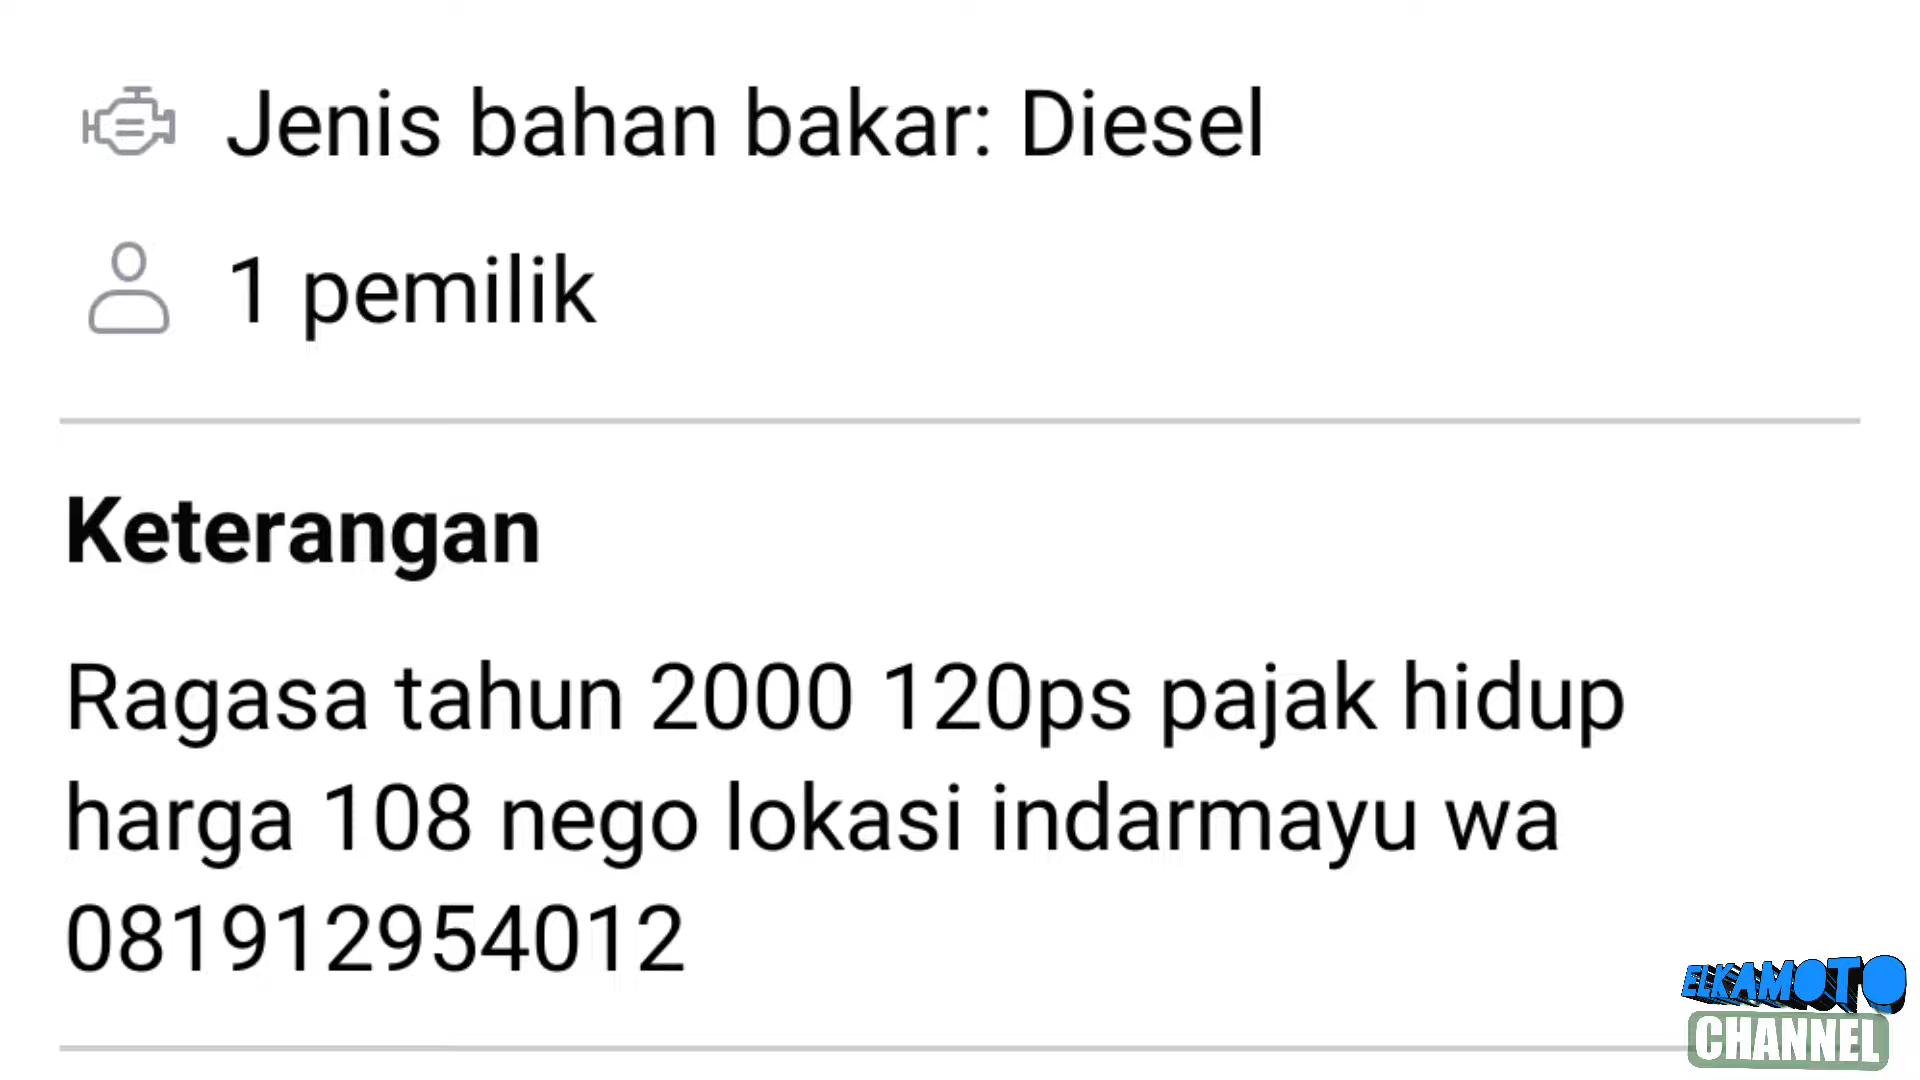 Jenis bahan bakar: Diesel
1 pemilik
Keterangan
Ragasa tahun 2000 120ps pajak hidup
harga 108 nego lokasi indarmayu wa
081912954012
ELKAMOTO
CHANNEL